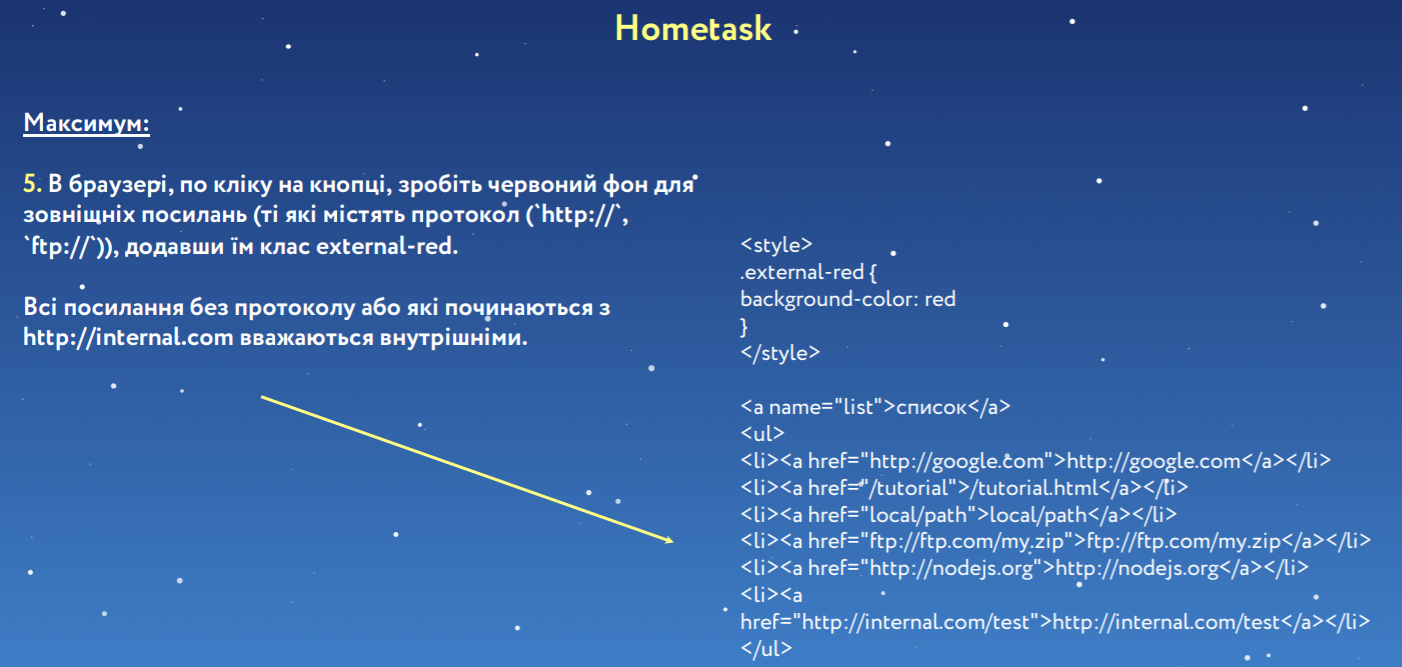 Hometask
Максимум:
5. В браузері, по кліку на кнопці, зробіть червоний фон для
зовніщніх посилань (ті які містять протокол (`http://`,
`ftp://`)), додавши їм клас external-red.
Всі посилання без протоколу або які починаються з
http://internal.com вважаються внутрішніми.
<style>
.external-red {
background-color: red
}
</style>
<a name="list">список</a>
<ul>
<li><a href="http://google.com">http://google.com</a></li>
<li><a href="/tutorial">/tutorial.html</a></li>
<li><a href="local/path">local/path</a></li>
<li><a href="ftp://ftp.com/my.zip">ftp://ftp.com/my.zip</a></li>
<li><a href="http://nodejs.org">http://nodejs.org</a></li>
<li><a
href="http://internal.com/test">http://internal.com/test</a></li>
</ul>